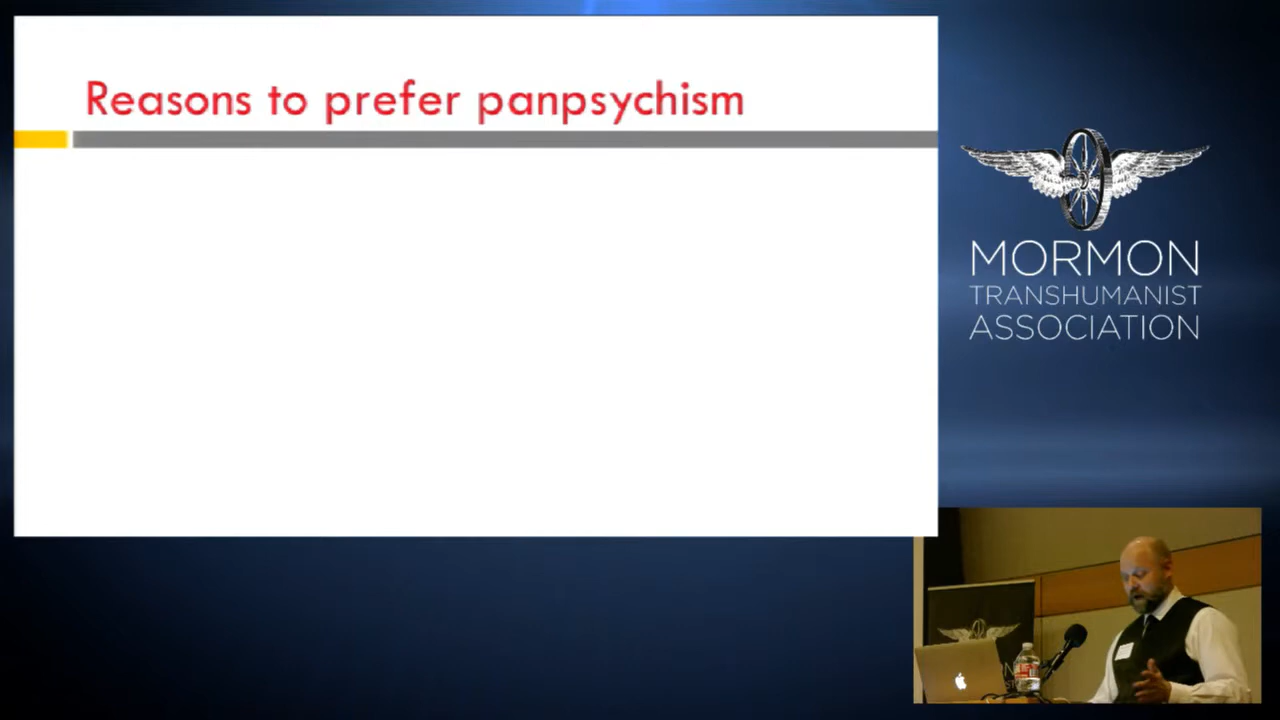 Reasons to prefer panpsychism
MORMON
TRANSHUMANIST
ASSOCIATION